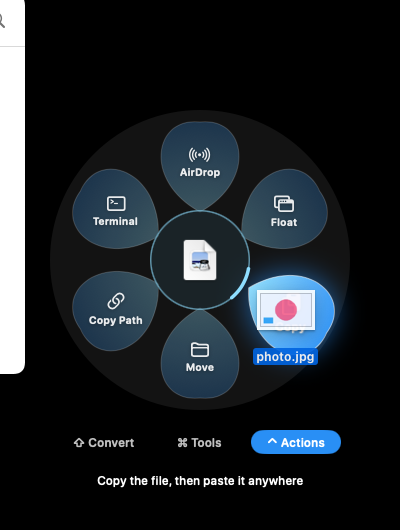 AirDrop
Terminal
Float
Copy Path
photo.jpg
Move
⇧ Convert
⌘ Tools
^ Actions
Copy the file, then paste it anywhere